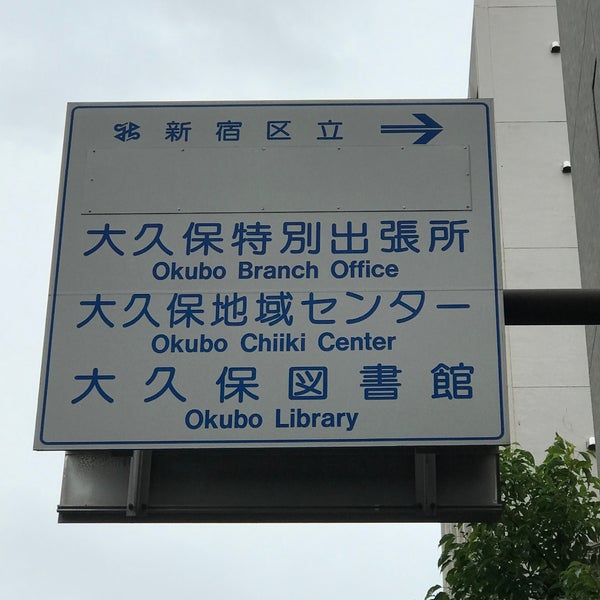 新宿区立
大久保特別出張所
Okubo Branch Office
大久保地域センター
Okubo Chiiki Center
大久保図書館
Okubo Library